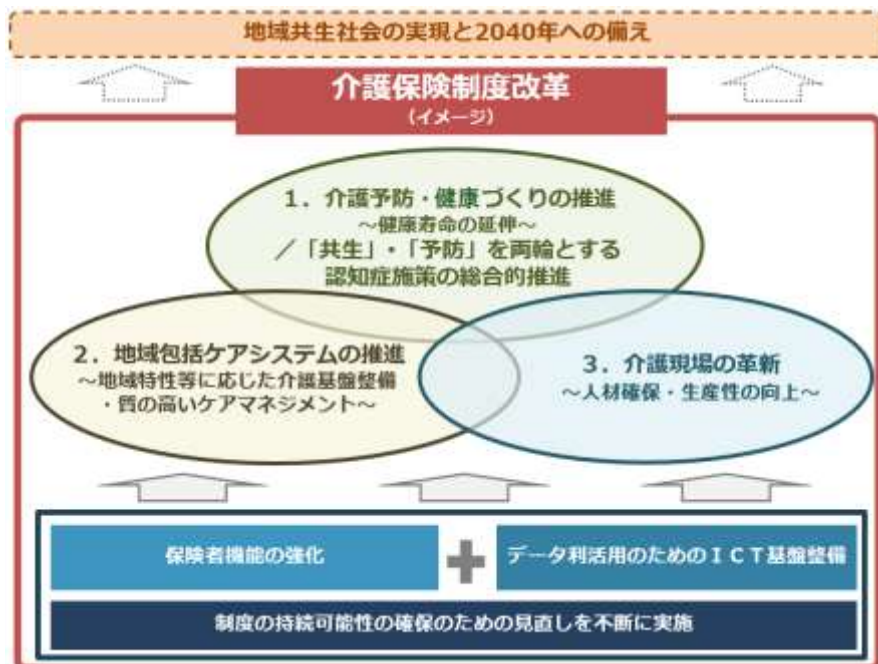 地域共生社会の実現と2040年への備え
介護保険制度改革
（イメージ）
１．介護予防・健康づくりの推進
～健康寿命の延伸～
／「共生」・「予防」を両輪とする
認知症施策の総合的推進
２．地域包括ケアシステムの推進
～地域特性等に応じた介護基盤整備
・質の高いケアマネジメント～
３．介護現場の革新
～人材確保・生産性の向上～
保険者機能の強化
データ利活用のためのＩＣＴ基盤整備
制度の持続可能性の確保のための見直しを不断に実施